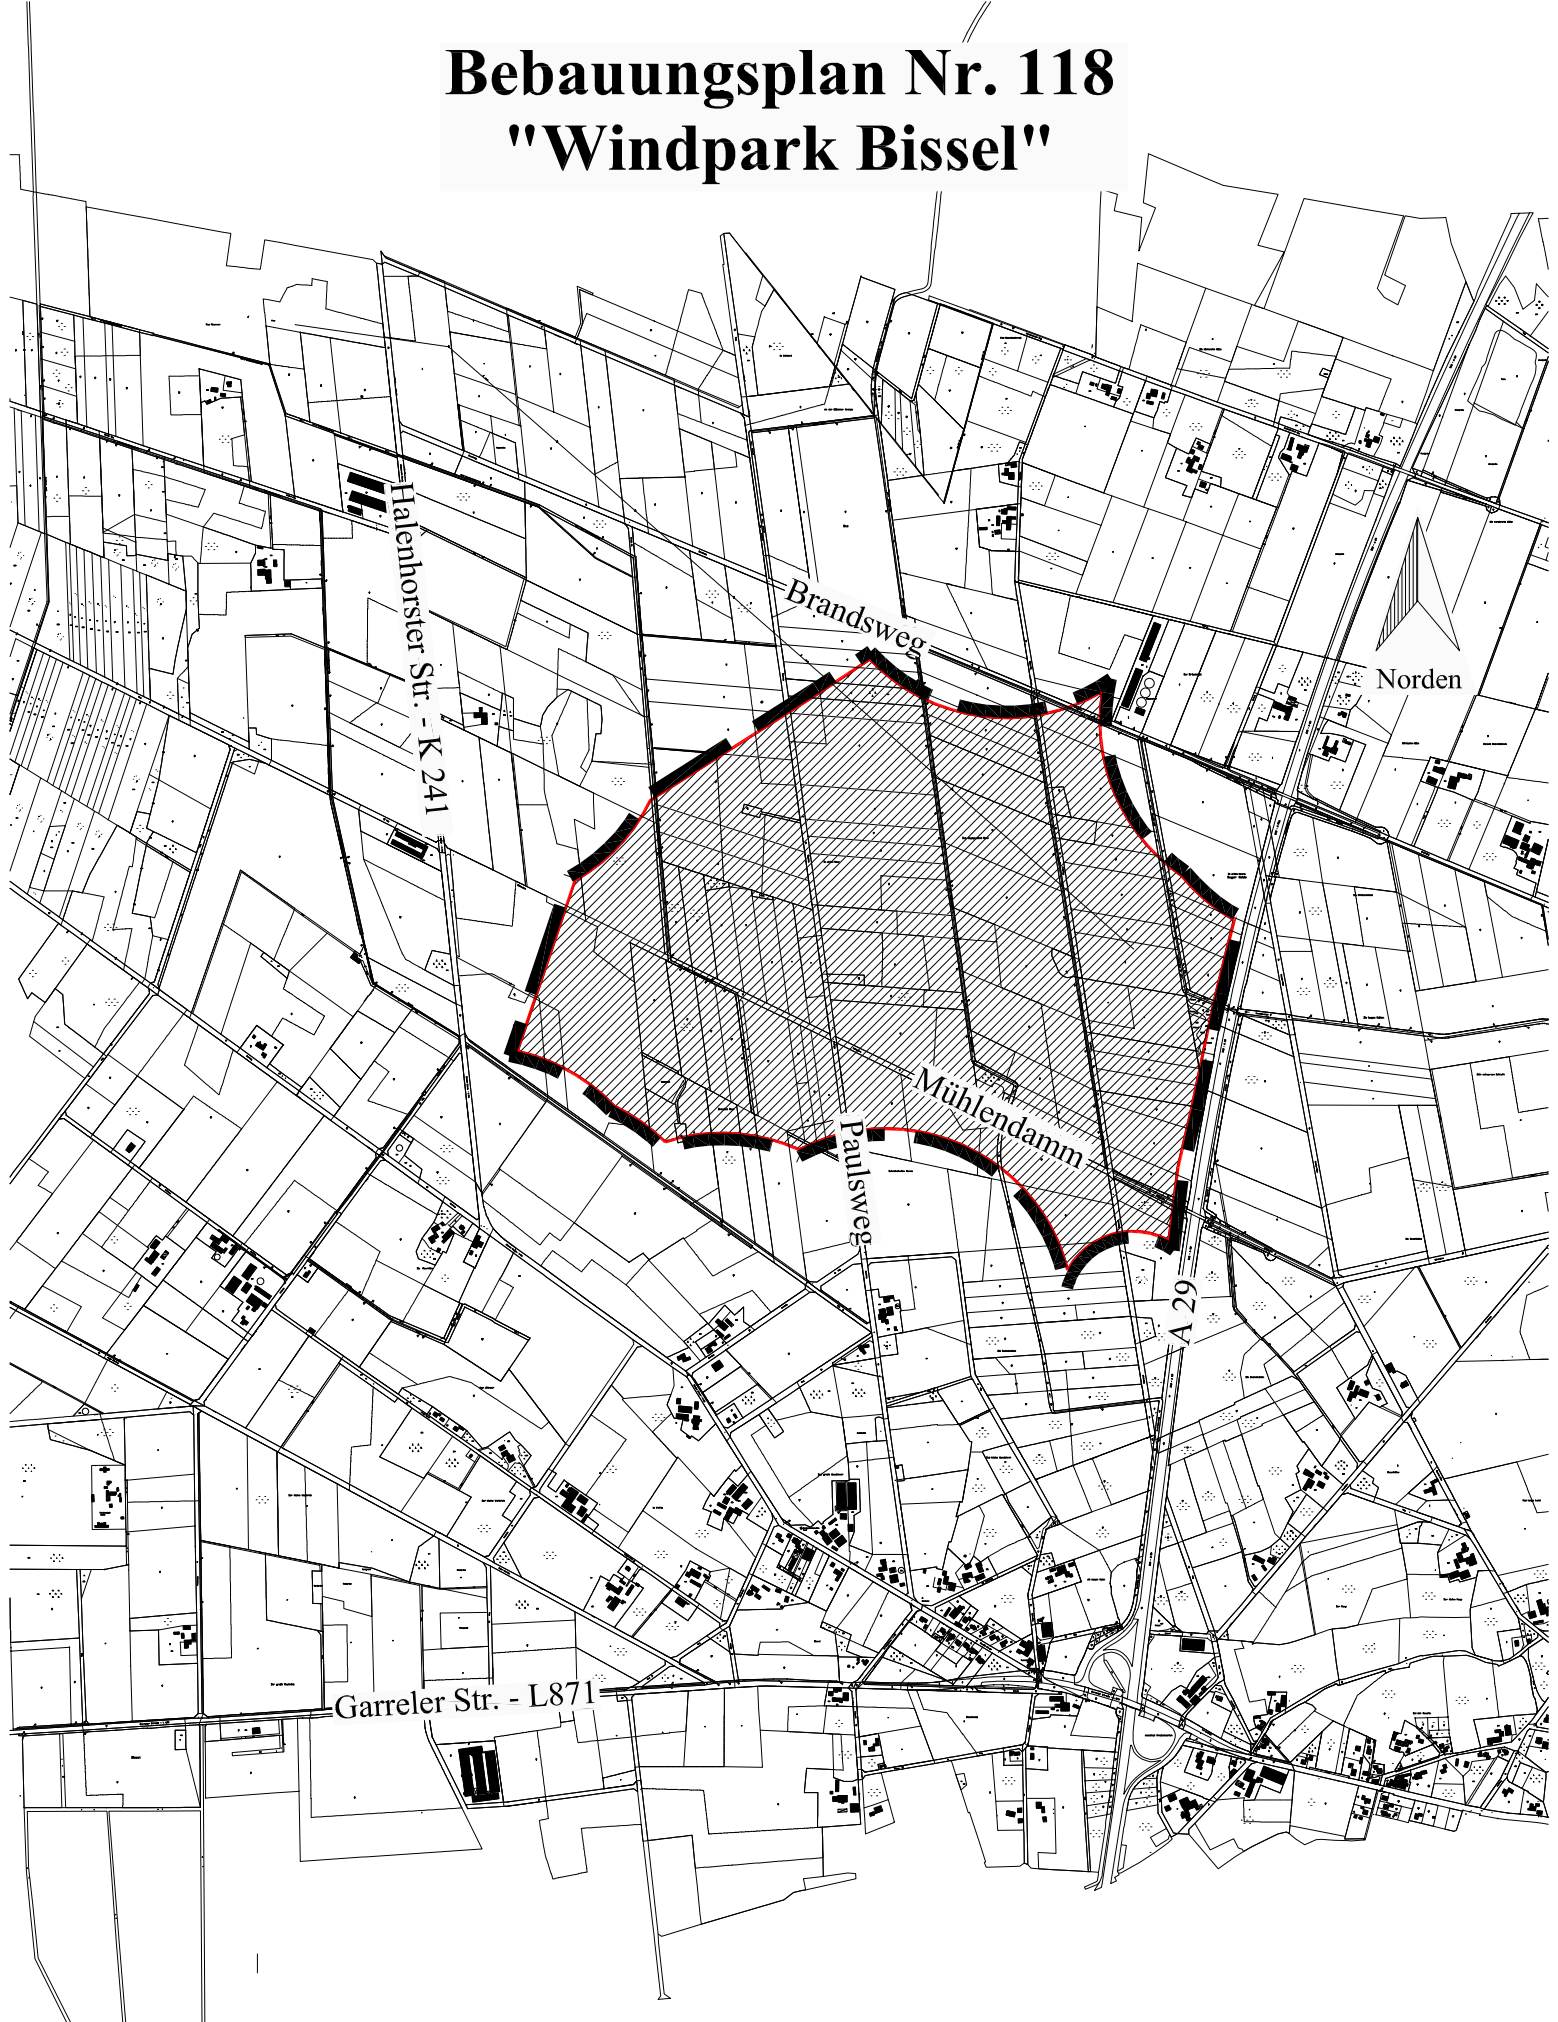 Bebauungsplan Nr. 118
"Windpark Bissel"
Halenhorster Str. - K 241
Brandsweg
Norden
Mühlendamm
Paulsweg
A 29
Garreler Str. - L871